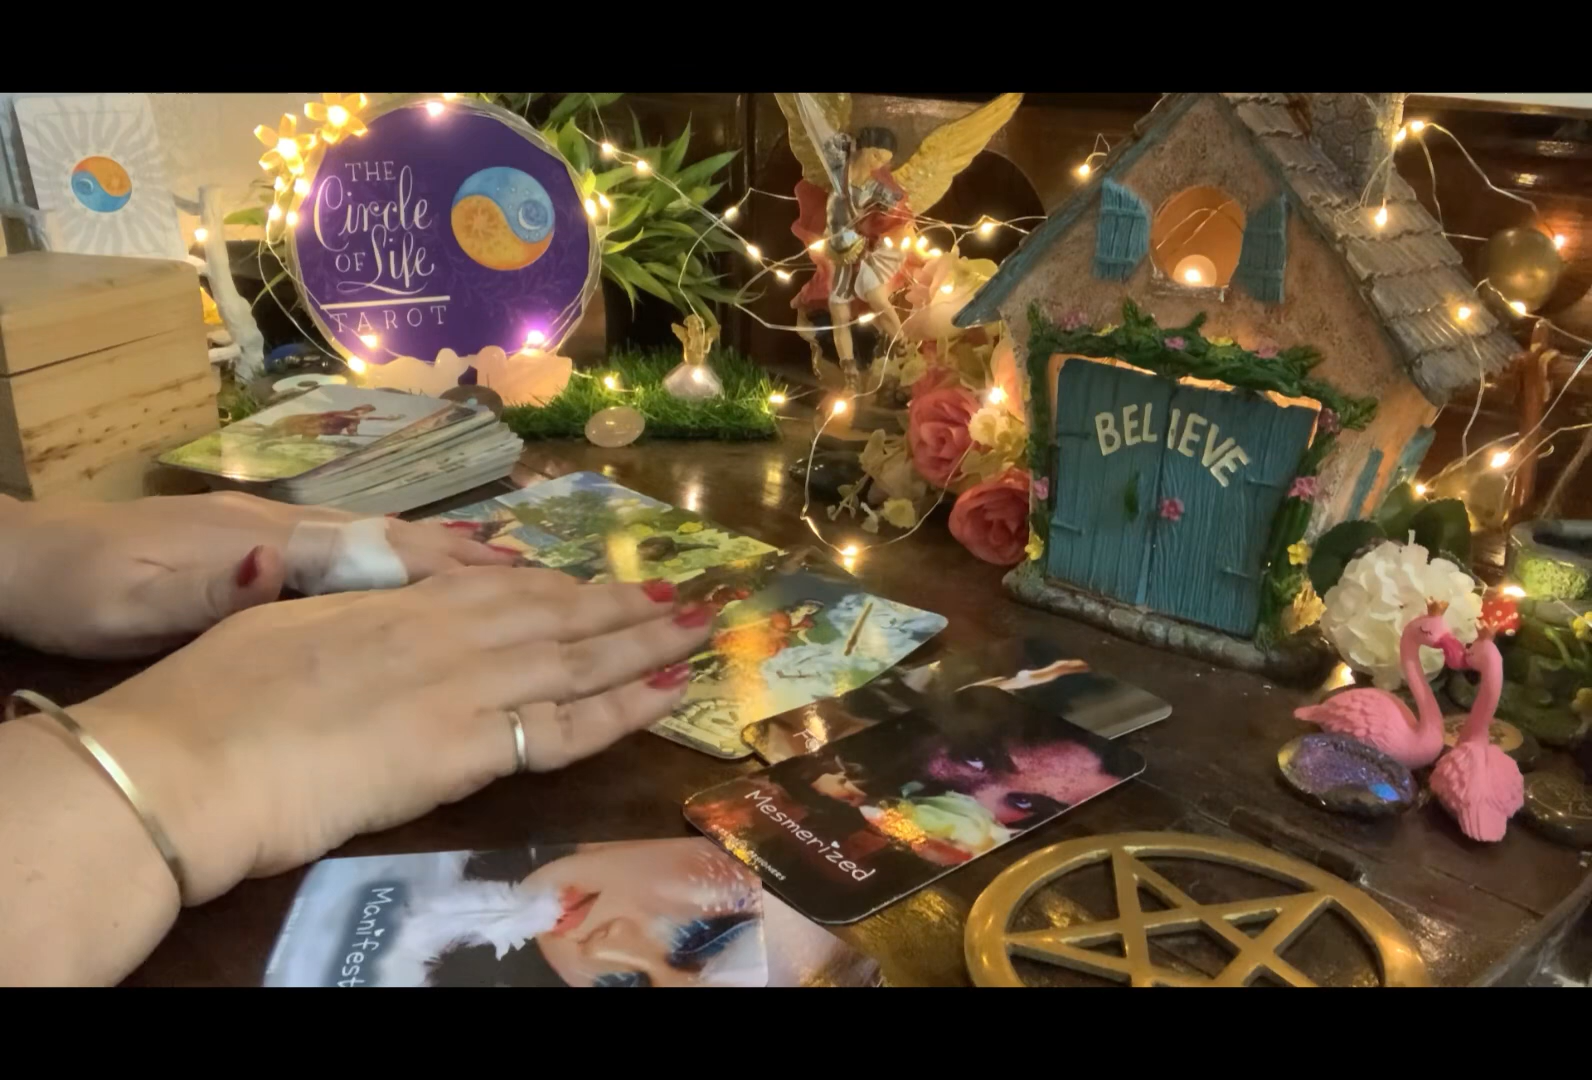 THE
Circle
OF Life
TAROT
BELIEVE
Mesmerized
Manifest